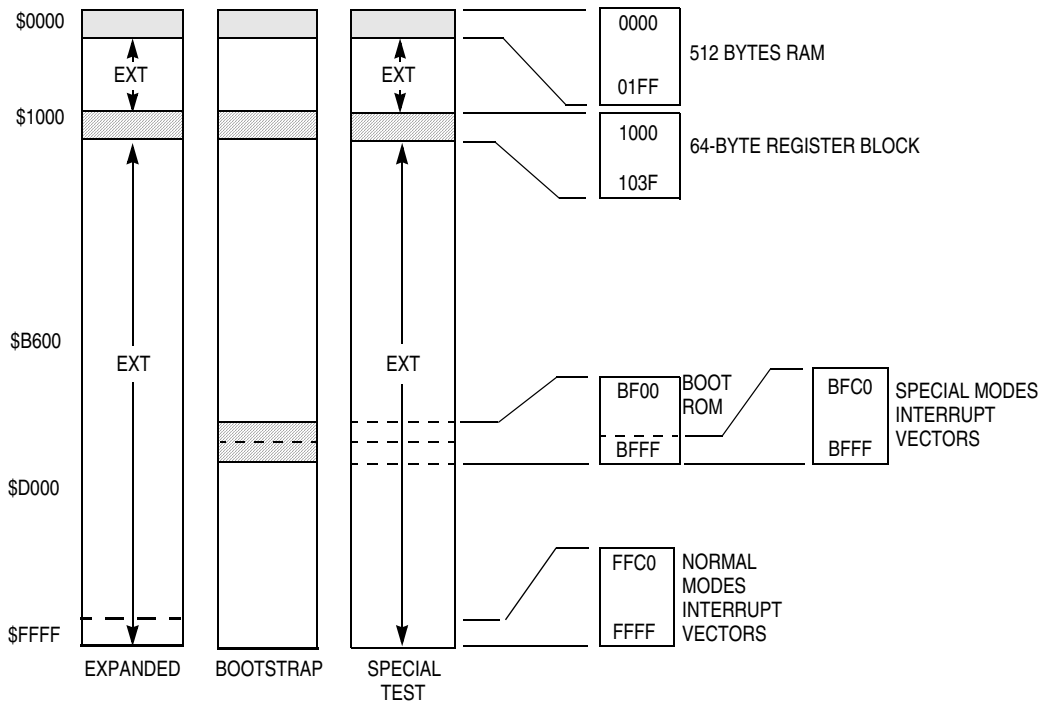 $0000
EXT
EXT
0000
01FF
512 BYTES RAM
$1000
1000
103F
64-BYTE REGISTER BLOCK
$B600
EXT
EXT
BF00
BFFF
BOOT
ROM
BFC0
BFFF
SPECIAL MODES
INTERRUPT
VECTORS
$D000
FFC0
FFFF
NORMAL
MODES
INTERRUPT
VECTORS
$FFFF
EXPANDED
BOOTSTRAP
SPECIAL
TEST